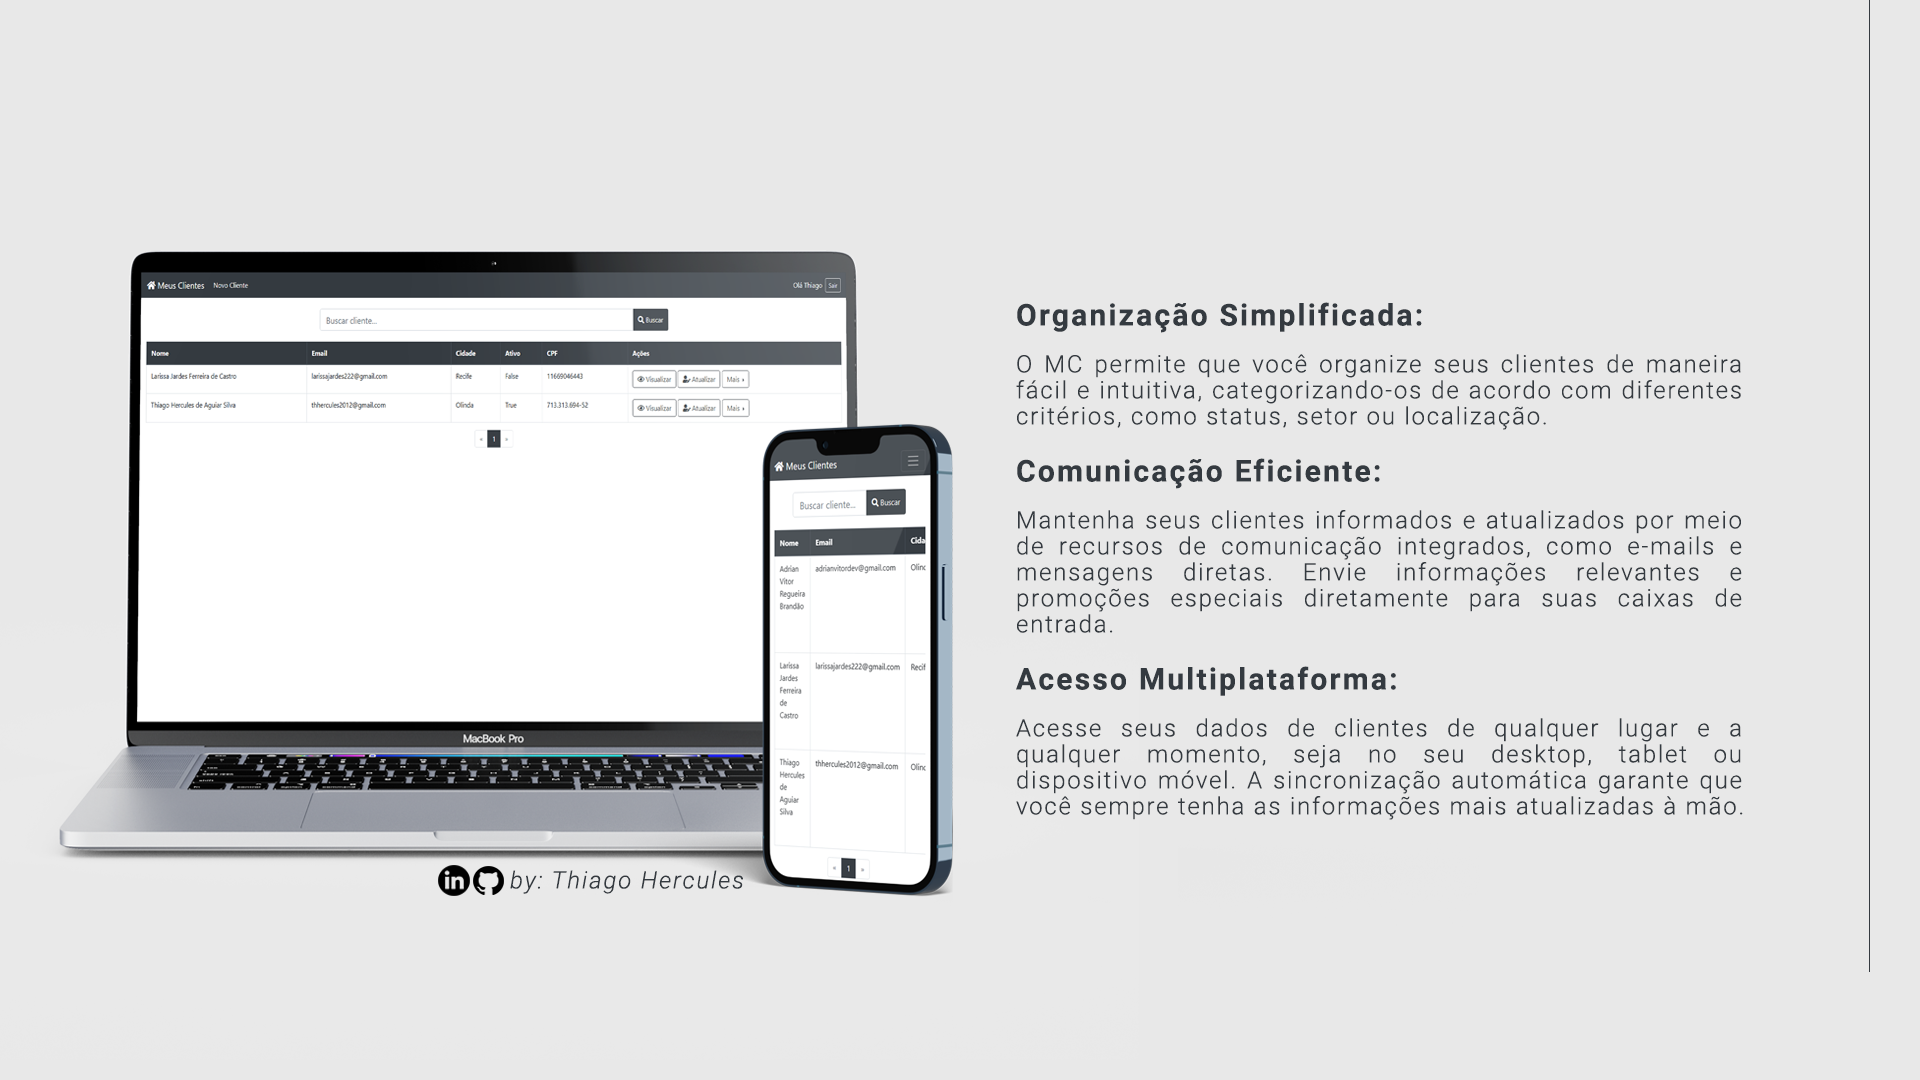 Meus Clientes Novo Cliente Olá Thiago Sair
Buscar cliente... Buscar
Nome Email Cidade Ativo CPF Ações
Larissa Jardes Ferreira de Castro larissajardes222@gmail.com Recife False 11669046443 Visualizar Atualizar Mais
Thiago Hercules de Aguiar Silva thhercules2012@gmail.com Olinda True 713.313.694-52 Visualizar Atualizar Mais
« 1 »
MacBook Pro
Meus Clientes
Buscar cliente... Buscar
Nome Email Cida
Adrian adrianvitordev@gmail.com Olinc
Vitor
Regueira
Brandão
Larissa larissajardes222@gmail.com Recif
Jardes
Ferreira
de
Castro
Thiago thhercules2012@gmail.com Olinc
Hercules
de
Aguiar
Silva
« 1 »
in by: Thiago Hercules
Organização Simplificada:
O MC permite que você organize seus clientes de maneira
fácil e intuitiva, categorizando-os de acordo com diferentes
critérios, como status, setor ou localização.
Comunicação Eficiente:
Mantenha seus clientes informados e atualizados por meio
de recursos de comunicação integrados, como e-mails e
mensagens diretas. Envie informações relevantes e
promoções especiais diretamente para suas caixas de
entrada.
Acesso Multiplataforma:
Acesse seus dados de clientes de qualquer lugar e a
qualquer momento, seja no seu desktop, tablet ou
dispositivo móvel. A sincronização automática garante que
você sempre tenha as informações mais atualizadas à mão.